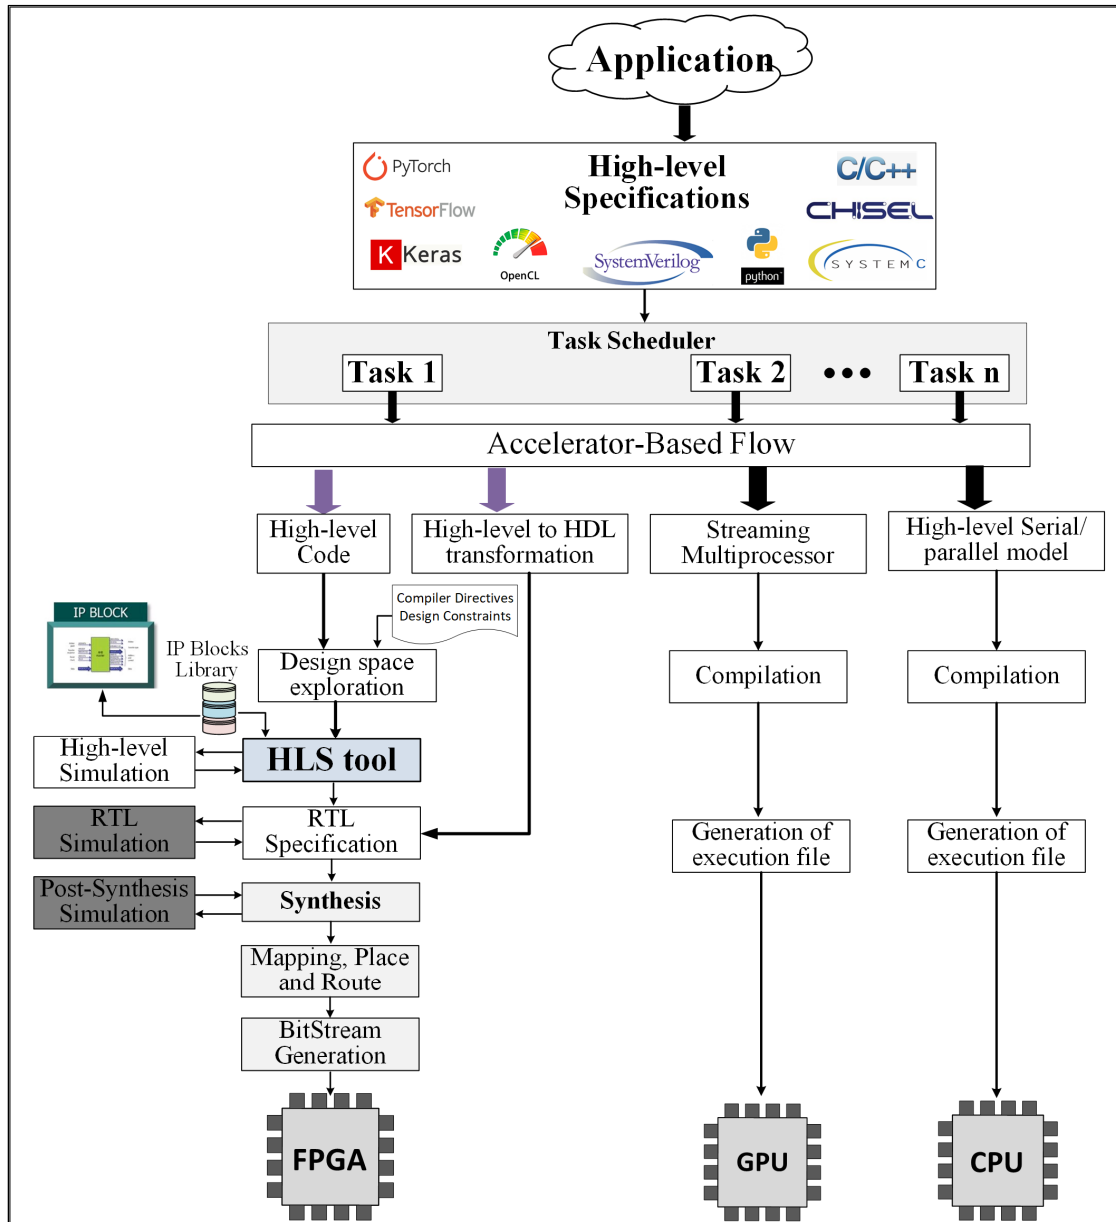 Application
High-level
Specifications
PyTorch
C/C++
TensorFlow
CHISEL
K Keras
OpenCL
SystemVerilog
python
SYSTEM C
Task Scheduler
Task 1
Task 2
Task n
Accelerator-Based Flow
High-level
Code
High-level to HDL
transformation
Streaming
Multiprocessor
High-level Serial/
parallel model
Compiler Directives
Design Constraints
IP BLOCK
IP Blocks
Library
Design space
exploration
Compilation
Compilation
High-level
Simulation
HLS tool
RTL
Simulation
RTL
Specification
Generation of
execution file
Generation of
execution file
Post-Synthesis
Simulation
Synthesis
Mapping, Place
and Route
BitStream
Generation
FPGA
GPU
CPU